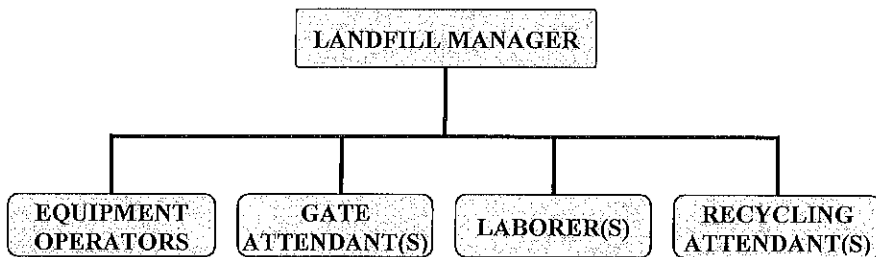 LANDFILL MANAGER
EQUIPMENT
OPERATORS
GATE
ATTENDANT(S)
LABORER(S)
RECYCLING
ATTENDANT(S)